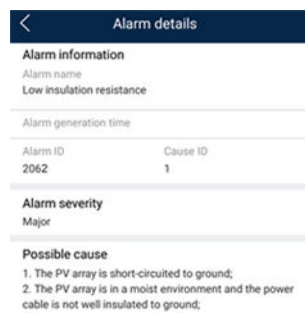 Alarm details
Alarm information
Alarm name
Low insulation resistance
Alarm generation time
Alarm ID Cause ID
2062 1
Alarm severity
Major
Possible cause
1. The PV array is short-circuited to ground;
2. The PV array is in a moist environment and the power
cable is not well insulated to ground;